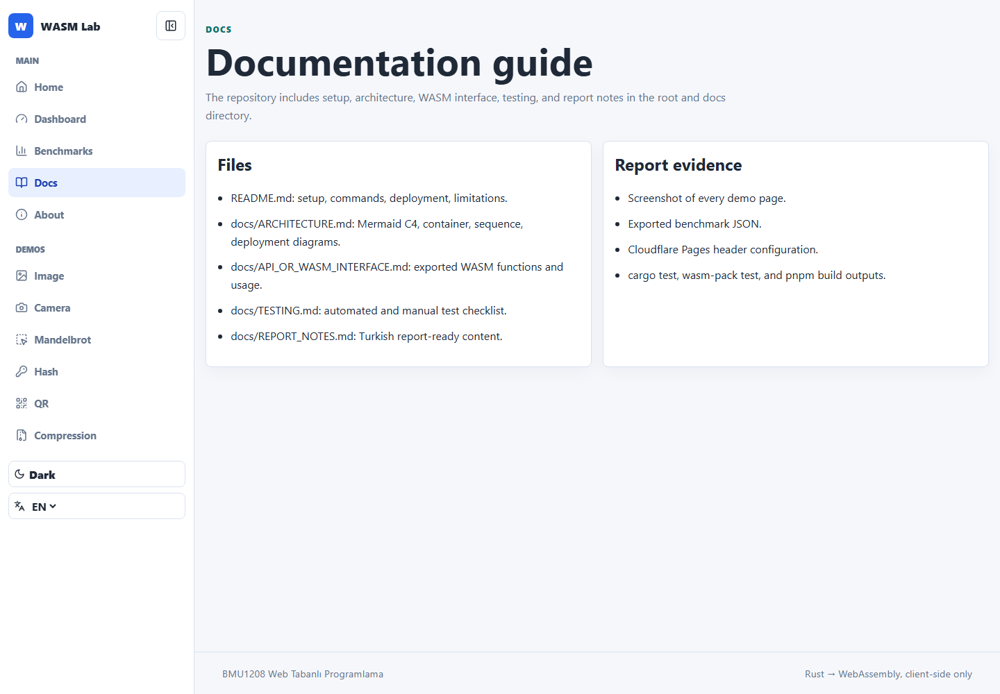 W WASM Lab
MAIN
Home
Dashboard
Benchmarks
Docs
About
DEMOS
Image
Camera
Mandelbrot
Hash
QR
Compression
Dark
EN
DOCS
Documentation guide
The repository includes setup, architecture, WASM interface, testing, and report notes in the root and docs
directory.
Files
README.md: setup, commands, deployment, limitations.
docs/ARCHITECTURE.md: Mermaid C4, container, sequence,
deployment diagrams.
docs/API_OR_WASM_INTERFACE.md: exported WASM functions and
usage.
docs/TESTING.md: automated and manual test checklist.
docs/REPORT_NOTES.md: Turkish report-ready content.
Report evidence
Screenshot of every demo page.
Exported benchmark JSON.
Cloudflare Pages header configuration.
cargo test, wasm-pack test, and pnpm build outputs.
BMU1208 Web Tabanlı Programlama
Rust → WebAssembly, client-side only